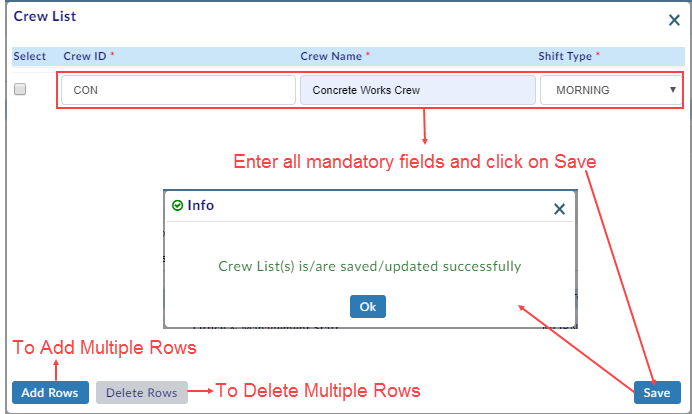 Crew List
Select Crew ID * Crew Name * Shift Type *
CON Concrete Works Crew MORNING
Enter all mandatory fields and click on Save
Info
Crew List(s) is/are saved/updated successfully
Ok
To Add Multiple Rows
Add Rows Delete Rows To Delete Multiple Rows Save